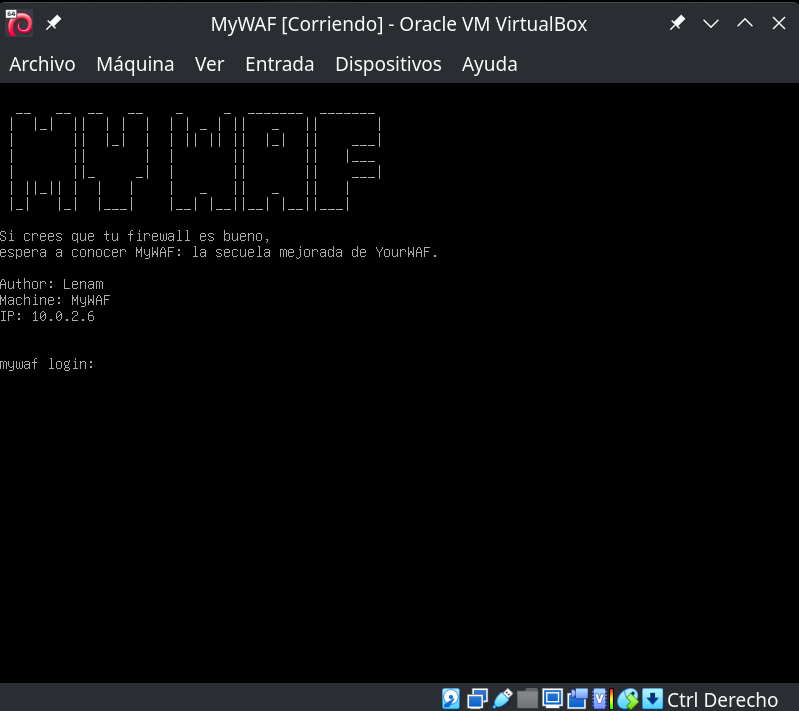 MyWAF [Corriendo] - Oracle VM VirtualBox
Archivo Máquina Ver Entrada Dispositivos Ayuda
MYWAF
Si crees que tu firewall es bueno,
espera a conocer MyWAF: la secuela mejorada de YourWAF.
Author: Lenam
Machine: MyWAF
IP: 10.0.2.6
mywaf login:
Ctrl Derecho